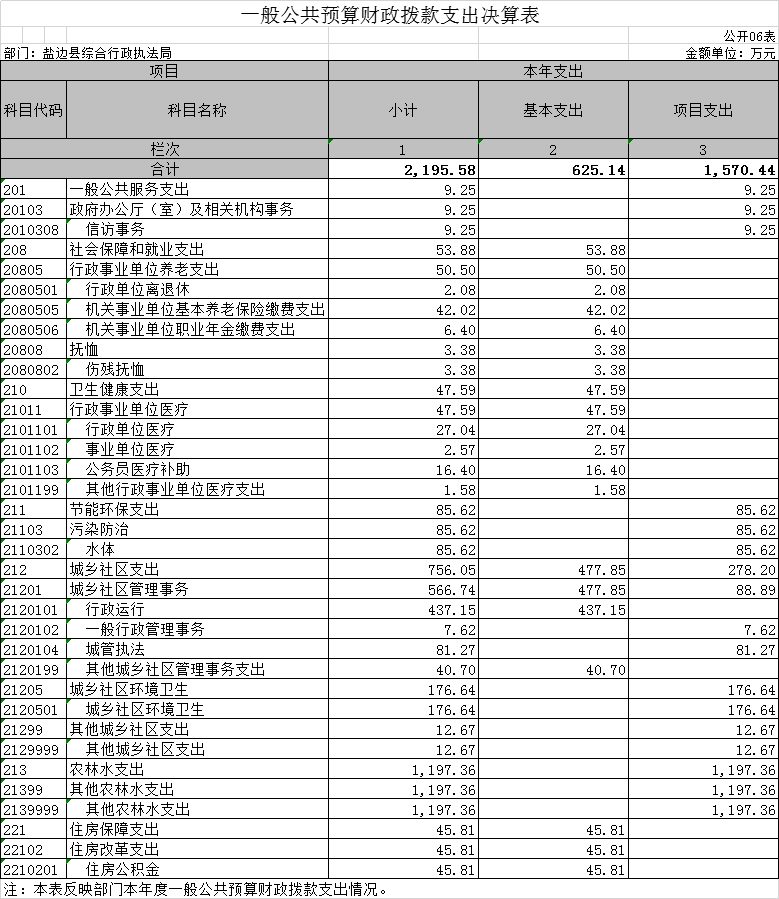 一般公共预算财政拨款支出决算表
公开06表
部门：盐边县综合行政执法局 金额单位：万元
项目 本年支出
科目代码 科目名称 小计 基本支出 项目支出
栏次 1 2 3
合计 2,195.58 625.14 1,570.44
201 一般公共服务支出 9.25 9.25
20103 政府办公厅（室）及相关机构事务 9.25 9.25
2010308 信访事务 9.25 9.25
208 社会保障和就业支出 53.88 53.88
20805 行政事业单位养老支出 50.50 50.50
2080501 行政单位离退休 2.08 2.08
2080505 机关事业单位基本养老保险缴费支出 42.02 42.02
2080506 机关事业单位职业年金缴费支出 6.40 6.40
20808 抚恤 3.38 3.38
2080802 伤残抚恤 3.38 3.38
210 卫生健康支出 47.59 47.59
21011 行政事业单位医疗 47.59 47.59
2101101 行政单位医疗 27.04 27.04
2101102 事业单位医疗 2.57 2.57
2101103 公务员医疗补助 16.40 16.40
2101199 其他行政事业单位医疗支出 1.58 1.58
211 节能环保支出 85.62 85.62
21103 污染防治 85.62 85.62
2110302 水体 85.62 85.62
212 城乡社区支出 756.05 477.85 278.20
21201 城乡社区管理事务 566.74 477.85 88.89
2120101 行政运行 437.15 437.15
2120102 一般行政管理事务 7.62 7.62
2120104 城管执法 81.27 81.27
2120199 其他城乡社区管理事务支出 40.70 40.70
21205 城乡社区环境卫生 176.64 176.64
2120501 城乡社区环境卫生 176.64 176.64
21299 其他城乡社区支出 12.67 12.67
2129999 其他城乡社区支出 12.67 12.67
213 农林水支出 1,197.36 1,197.36
21399 其他农林水支出 1,197.36 1,197.36
2139999 其他农林水支出 1,197.36 1,197.36
221 住房保障支出 45.81 45.81
22102 住房改革支出 45.81 45.81
2210201 住房公积金 45.81 45.81
注：本表反映部门本年度一般公共预算财政拨款支出情况。